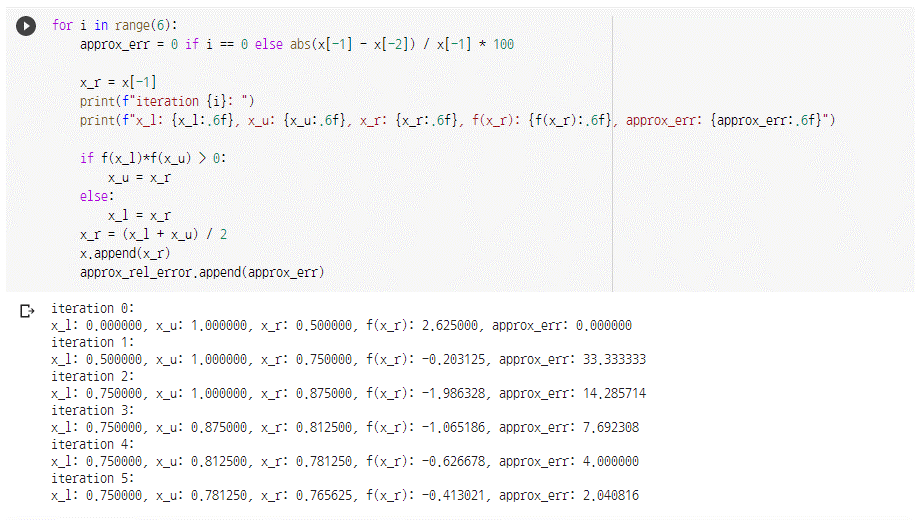 for i in range(6):
    approx_err = 0 if i == 0 else abs(x[-1] - x[-2]) / x[-1] * 100

    x_r = x[-1]
    print(f"iteration {i}: ")
    print(f"x_l: {x_l:.6f}, x_u: {x_u:.6f}, x_r: {x_r:.6f}, f(x_r): {f(x_r):.6f}, approx_err: {approx_err:.6f}")

    if f(x_l)*f(x_u) > 0:
        x_u = x_r
    else:
        x_l = x_r
    x_r = (x_l + x_u) / 2
    x.append(x_r)
    approx_rel_error.append(approx_err)
iteration 0:
x_l: 0.000000, x_u: 1.000000, x_r: 0.500000, f(x_r): 2.625000, approx_err: 0.000000
iteration 1:
x_l: 0.500000, x_u: 1.000000, x_r: 0.750000, f(x_r): -0.203125, approx_err: 33.333333
iteration 2:
x_l: 0.750000, x_u: 1.000000, x_r: 0.875000, f(x_r): -1.986328, approx_err: 14.285714
iteration 3:
x_l: 0.750000, x_u: 0.875000, x_r: 0.812500, f(x_r): -1.065186, approx_err: 7.692308
iteration 4:
x_l: 0.750000, x_u: 0.812500, x_r: 0.781250, f(x_r): -0.626678, approx_err: 4.000000
iteration 5:
x_l: 0.750000, x_u: 0.781250, x_r: 0.765625, f(x_r): -0.413021, approx_err: 2.040816